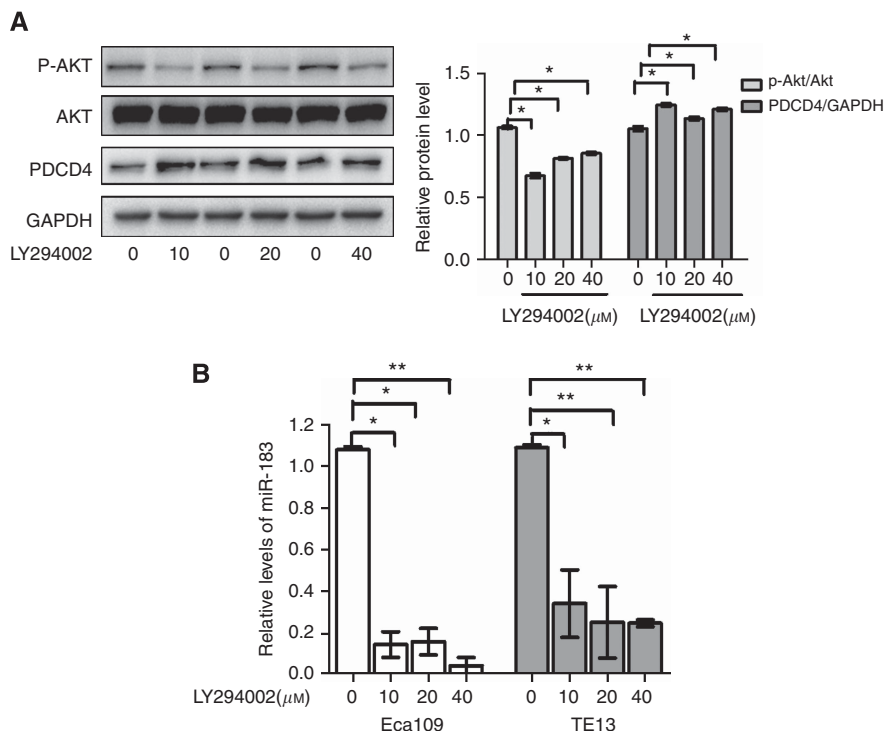 A
P-AKT
AKT
PDCD4
GAPDH
LY294002 0 10 0 20 0 40
Relative protein level
1.5
1.0
0.5
0.0
* * * * * *
p-Akt/Akt
PDCD4/GAPDH
0 10 20 40 0 10 20 40
LY294002(μM) LY294002(μM)
B
Relative levels of miR-183
1.2
1.0
0.8
0.6
0.4
0.2
0.0
** **
* **
* *
LY294002(μM) 0 10 20 40 0 10 20 40
Eca109 TE13